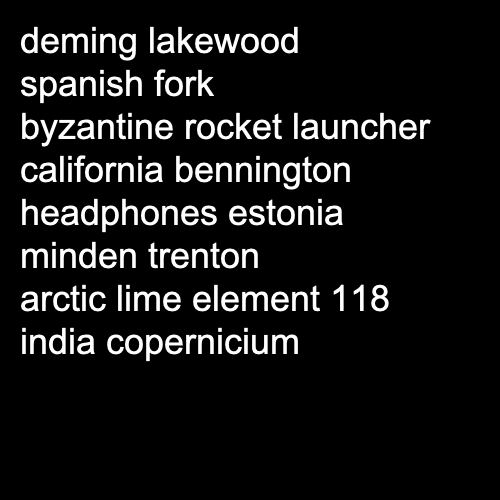 deming lakewood
spanish fork
byzantine rocket launcher
california bennington
headphones estonia
minden trenton
arctic lime element 118
india copernicium